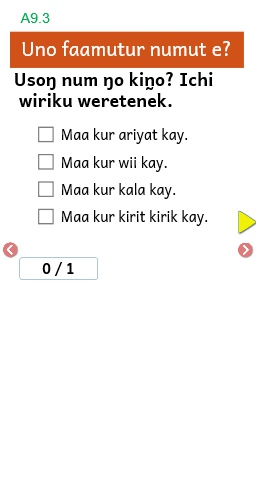 A9.3
Uno faamutur numut e?
Usoŋ num ŋo kin̰o? Ichi
wiriku weretenek.
Maa kur ariyat kay.
Maa kur wii kay.
Maa kur kala kay.
Maa kur kirit kirik kay.
0 / 1